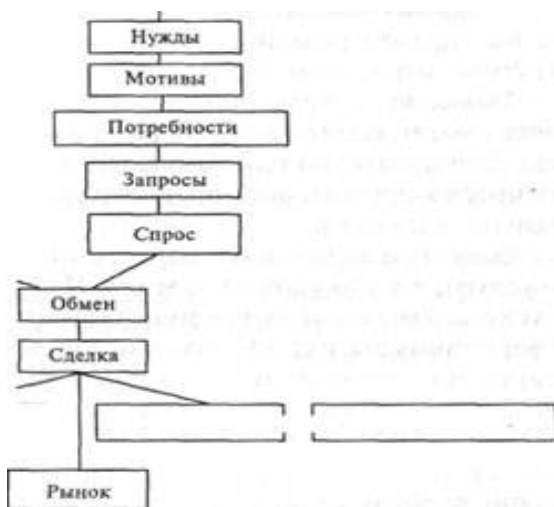 Нужды
Мотивы
Потребности
Запросы
Спрос
Обмен
Сделка
Рынок